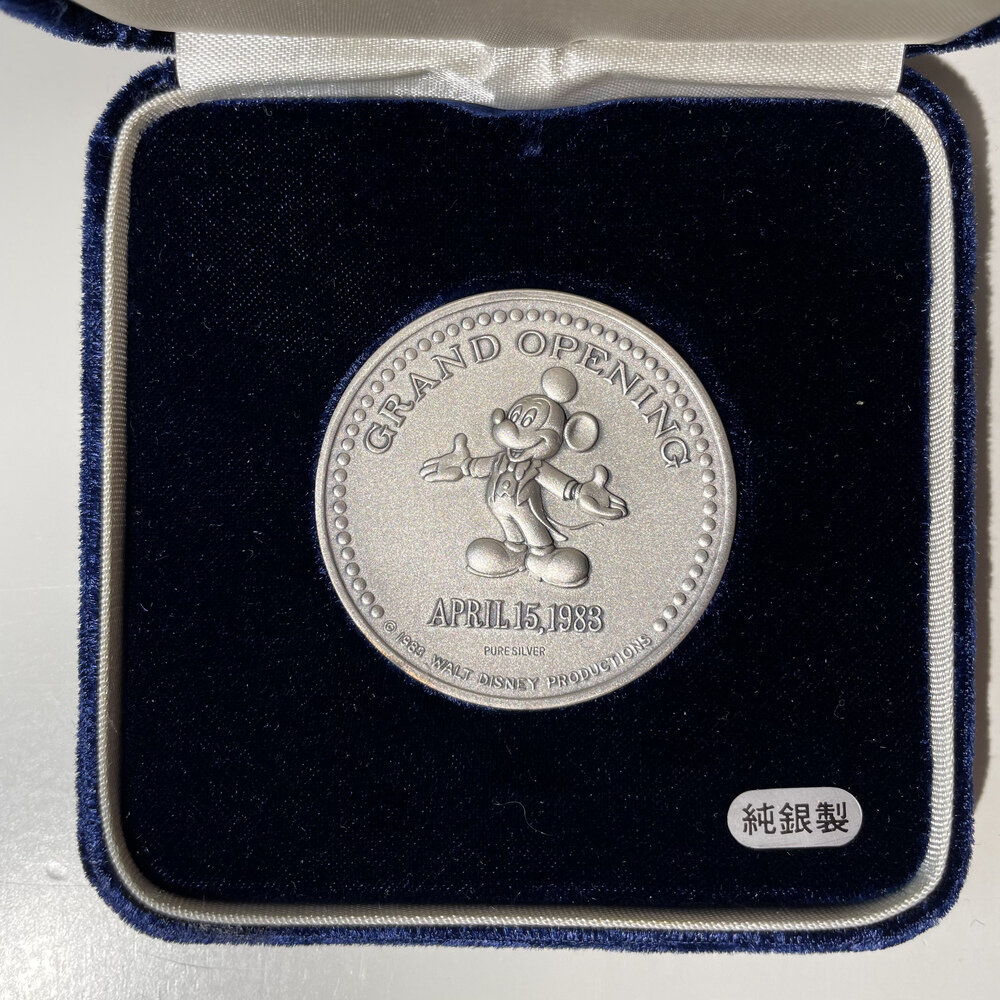 GRAND OPENING
APRIL 15, 1983
PURE SILVER
© 1983 WALT DISNEY PRODUCTIONS
純銀製